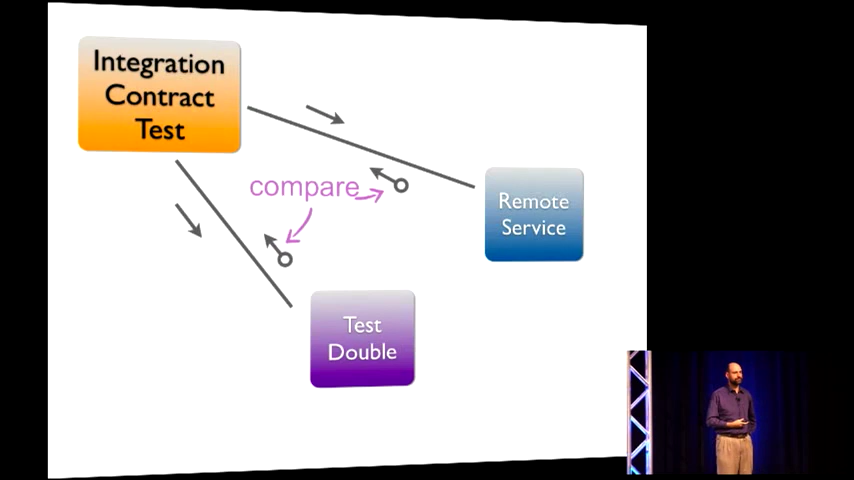 Integration
Contract
Test
compare
Remote
Service
Test
Double